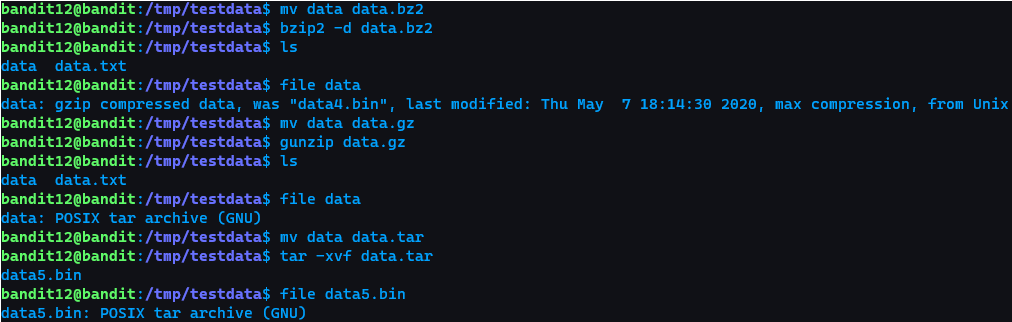 bandit12@bandit:/tmp/testdata$ mv data data.bz2
bandit12@bandit:/tmp/testdata$ bzip2 -d data.bz2
bandit12@bandit:/tmp/testdata$ ls
data  data.txt
bandit12@bandit:/tmp/testdata$ file data
data: gzip compressed data, was "data4.bin", last modified: Thu May  7 18:14:30 2020, max compression, from Unix
bandit12@bandit:/tmp/testdata$ mv data data.gz
bandit12@bandit:/tmp/testdata$ gunzip data.gz
bandit12@bandit:/tmp/testdata$ ls
data  data.txt
bandit12@bandit:/tmp/testdata$ file data
data: POSIX tar archive (GNU)
bandit12@bandit:/tmp/testdata$ mv data data.tar
bandit12@bandit:/tmp/testdata$ tar -xvf data.tar
data5.bin
bandit12@bandit:/tmp/testdata$ file data5.bin
data5.bin: POSIX tar archive (GNU)